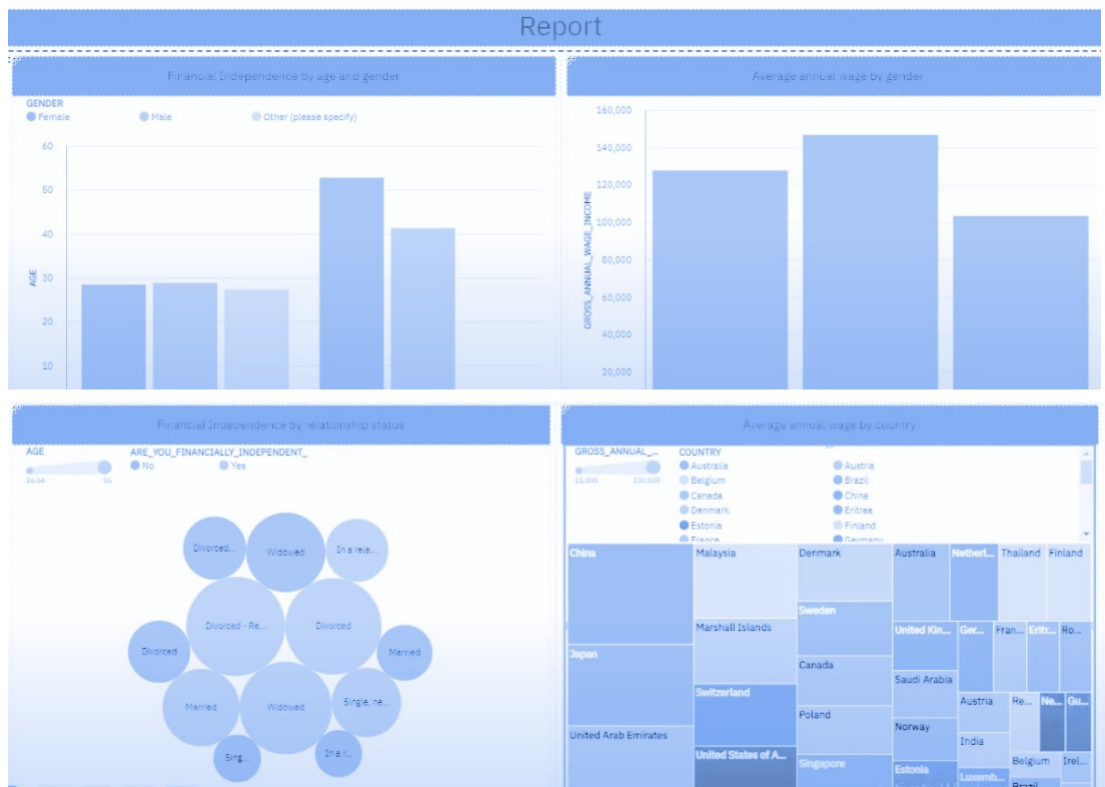 Report
Financial Independence by age and gender
GENDER
Female Male Other (please specify)
60
50
40
30
20
10
AGE
Average annual wage by gender
160,000
140,000
120,000
100,000
80,000
60,000
40,000
20,000
GROSS_ANNUAL_WAGE_INCOME
Financial Independence by relationship status
AGE
26.64 56
ARE_YOU_FINANCIALLY_INDEPENDENT_
No Yes
Divorced... Widowed In a rela...
Divorced - Re... Divorced
Divorced Married
Married Widowed Single, ne...
Sing... In a r...
Average annual wage by country
GROSS_ANNUAL_...
COUNTRY
Australia Austria
Belgium Brazil
Canada China
Denmark Eritrea
Estonia Finland
France Germany
China Malaysia Denmark Australia Netherl... Thailand Finland
Sweden
Marshall Islands United Kin... Ger... Fran... Eritr... Ro...
Japan
Canada
Saudi Arabia
Switzerland Austria Re... Ne... Gu...
Poland
Norway
United Arab Emirates India
United States of A... Belgium Irel...
Singapore Estonia Luxemb...
Brazil